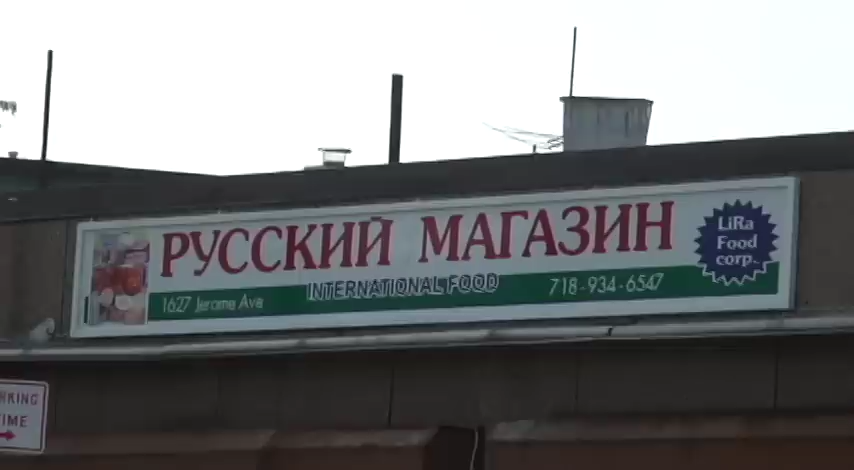 РУССКИЙ МАГАЗИН
INTERNATIONAL FOOD
1627 Jerome Ave
718-934-6547
LiRa
Food
corp.
RKING
TIME